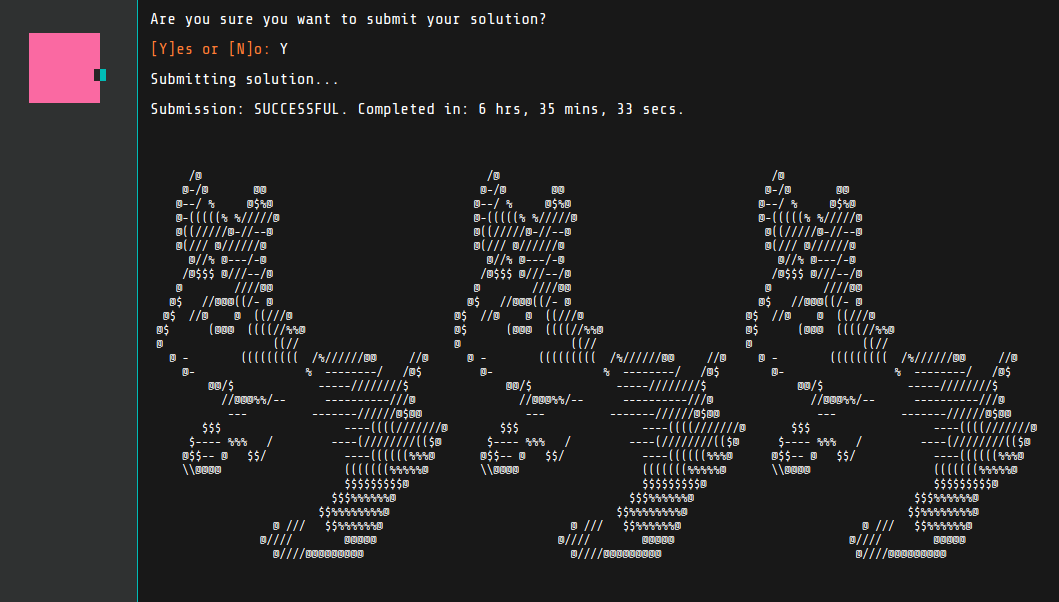 Are you sure you want to submit your solution?
[Y]es or [N]o: Y
Submitting solution...
Submission: SUCCESSFUL. Completed in: 6 hrs, 35 mins, 33 secs.